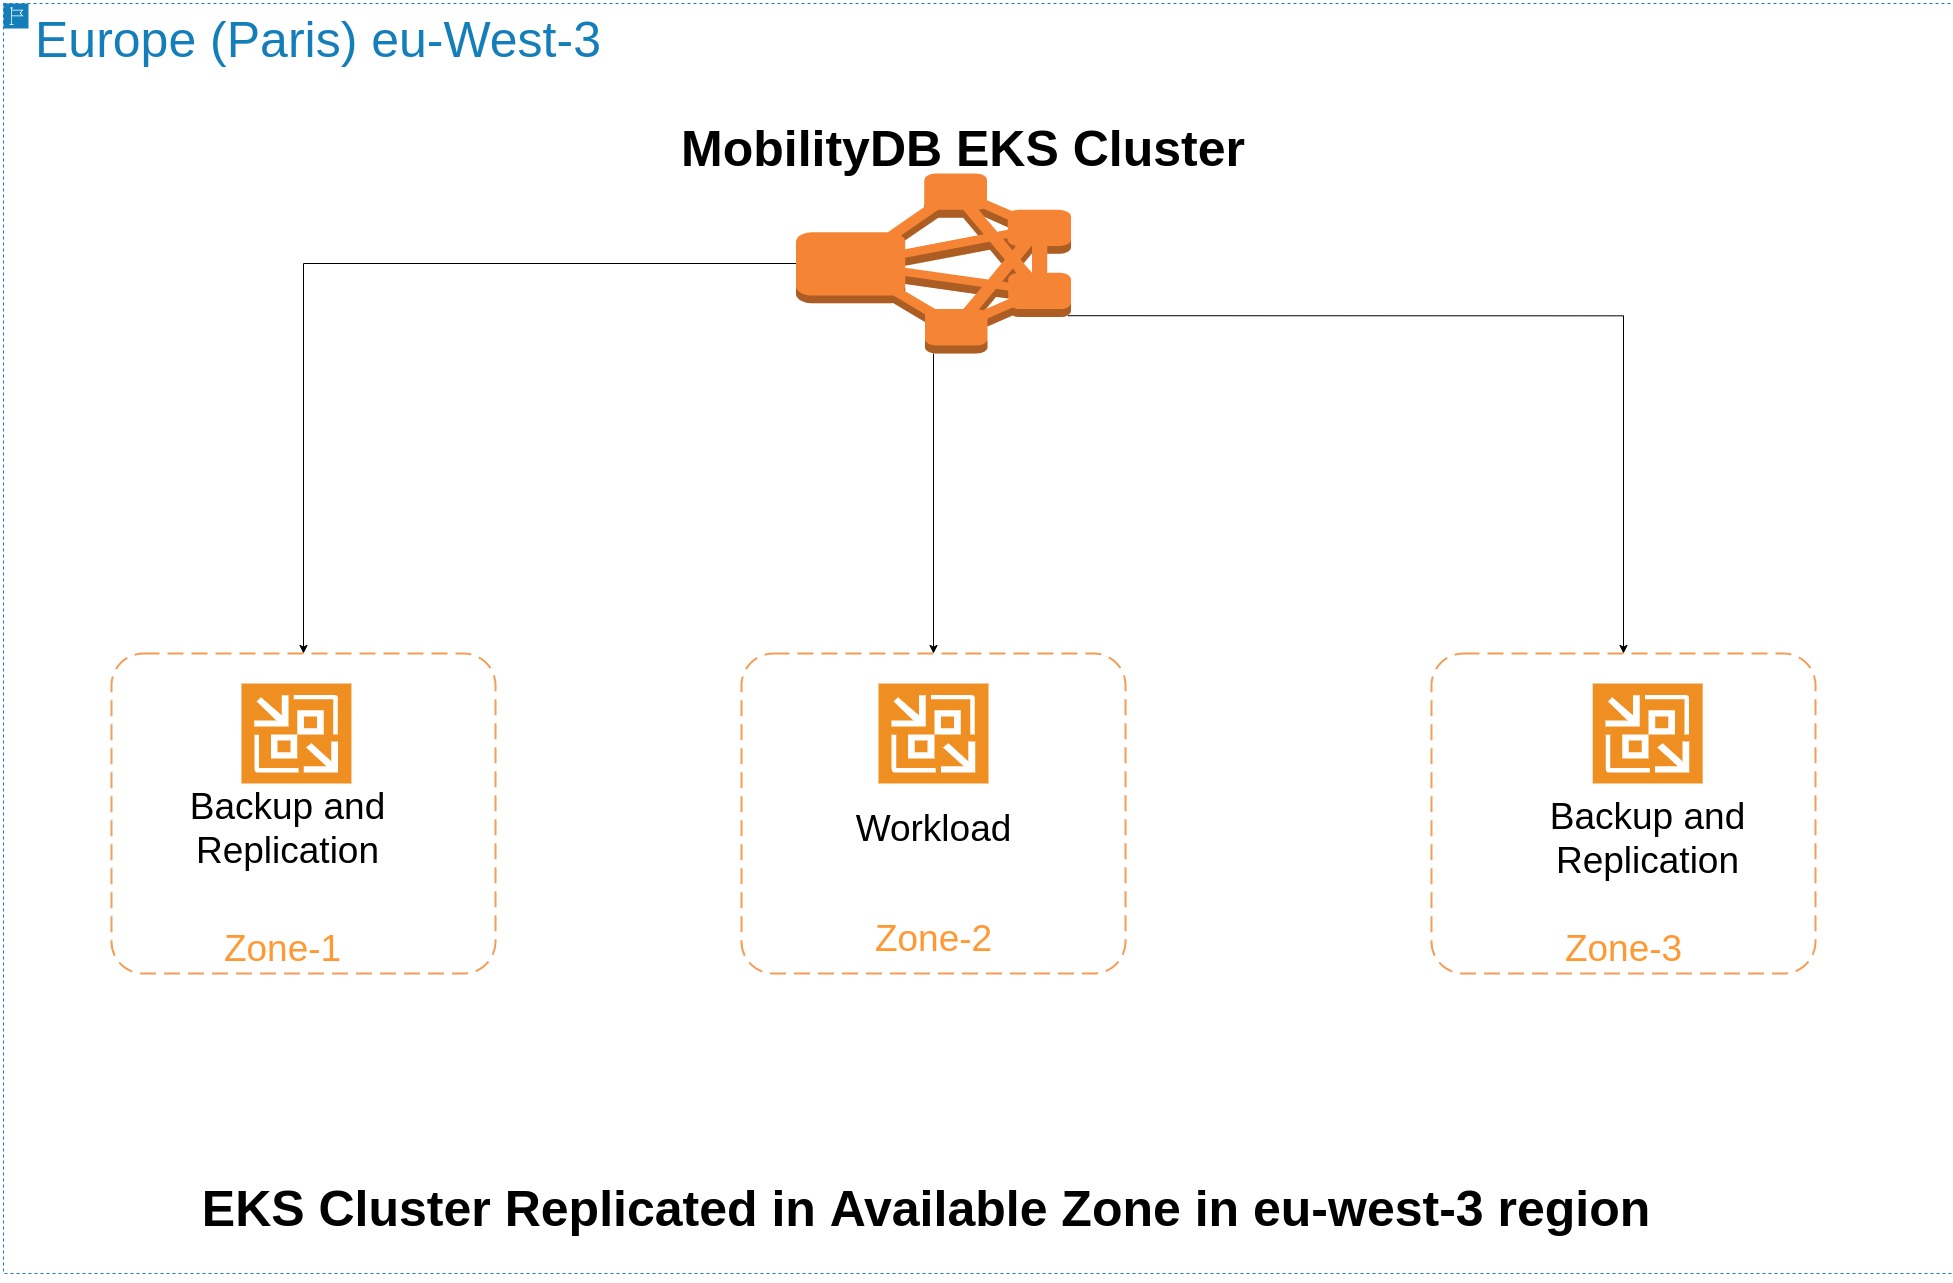 Europe (Paris) eu-West-3
MobilityDB EKS Cluster
Backup and
Replication
Zone-1
Workload
Zone-2
Backup and
Replication
Zone-3
EKS Cluster Replicated in Available Zone in eu-west-3 region